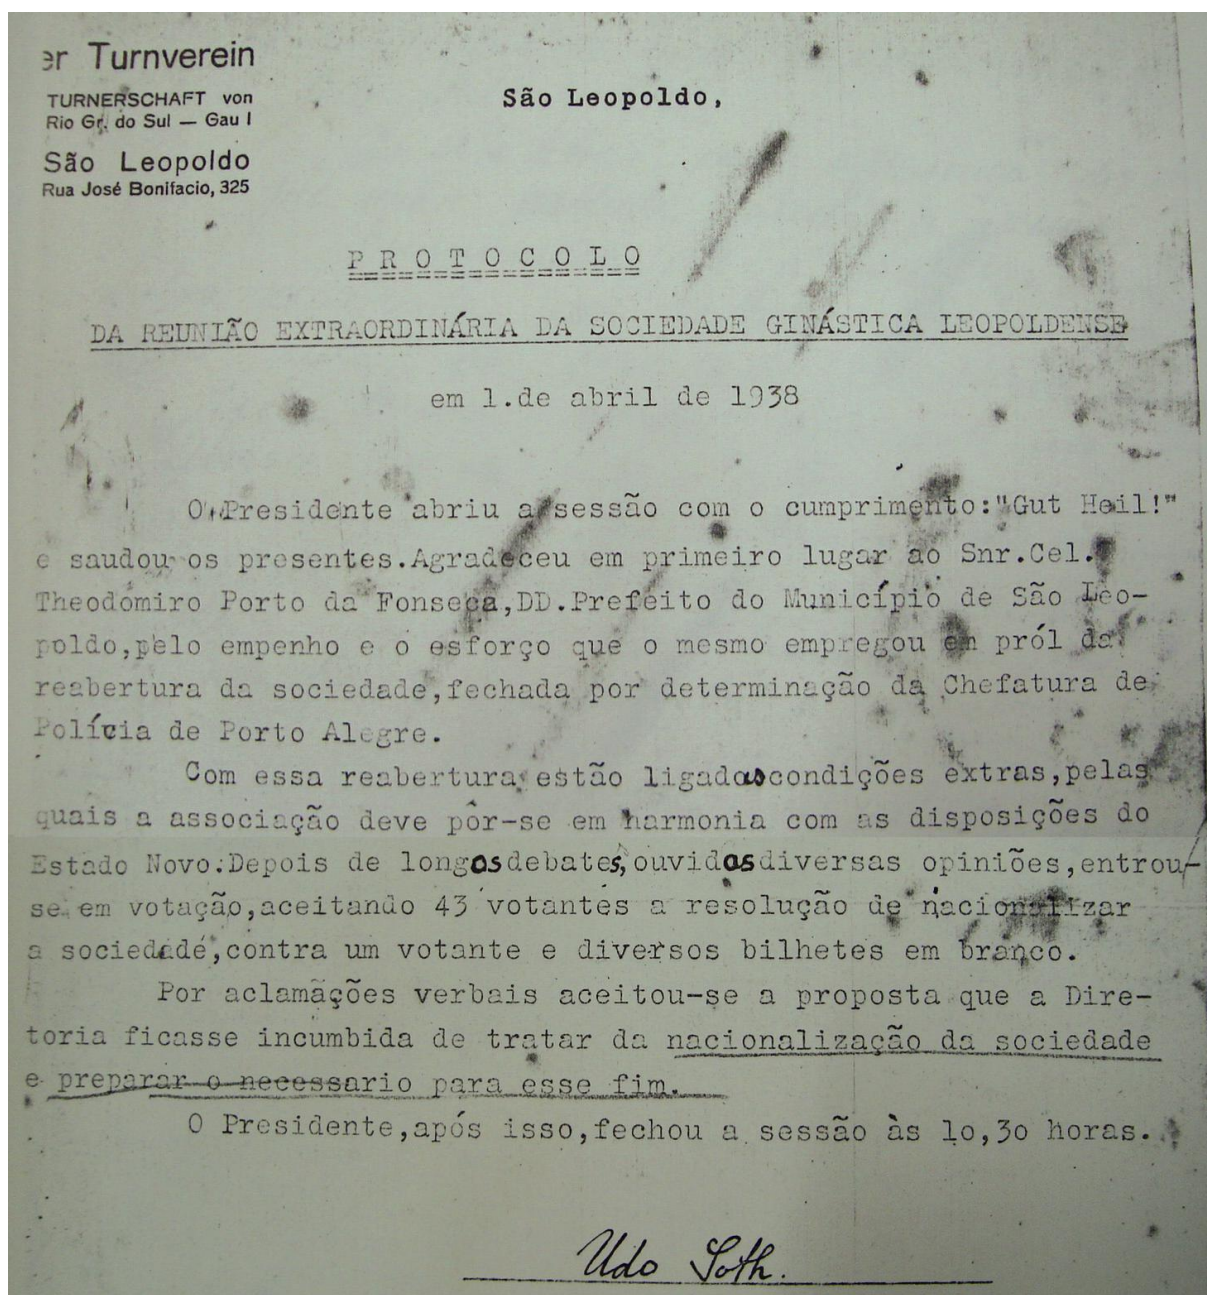 er Turnverein
TURNERSCHAFT von
Rio Gr. do Sul — Gau I
São Leopoldo
Rua José Bonifacio, 325
São Leopoldo,
P R O T O C O L O
DA REUNIÃO EXTRAORDINÁRIA DA SOCIEDADE GINÁSTICA LEOPOLDENSE
em 1.de abril de 1938
O Presidente abriu a sessão com o cumprimento:"Gut Heil!"
e saudou os presentes.Agradeceu em primeiro lugar ao Snr.Cel.
Theodomiro Porto da Fonseca,DD.Prefeito do Município de São Leo-
poldo,pelo empenho e o esforço que o mesmo empregou em pról da
reabertura da sociedade,fechada por determinação da Chefatura de
Polícia de Porto Alegre.
Com essa reabertura estão ligadas condições extras,pelas
quais a associação deve pôr-se em harmonia com as disposições do
Estado Novo.Depois de longos debates,ouvidas diversas opiniões,entrou-
se em votação,aceitando 43 votantes a resolução de nacionalizar
a sociedade,contra um votante e diversos bilhetes em branco.
Por aclamações verbais aceitou-se a proposta que a Dire-
toria ficasse incumbida de tratar da nacionalização da sociedade
e preparar o necessario para esse fim.
O Presidente,após isso,fechou a sessão às lo,3o horas.
Udo Soth.